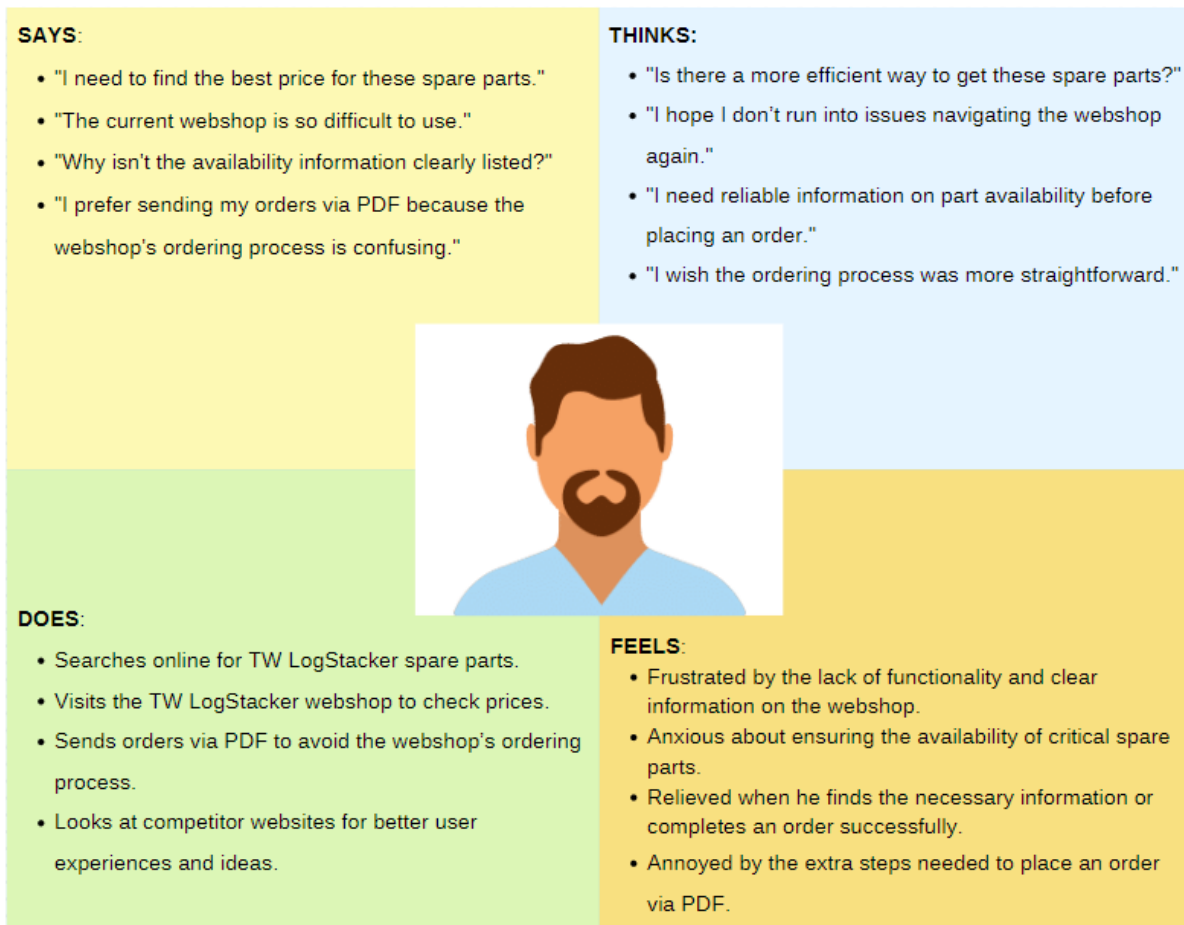 SAYS:
• "I need to find the best price for these spare parts."
• "The current webshop is so difficult to use."
• "Why isn't the availability information clearly listed?"
• "I prefer sending my orders via PDF because the
webshop's ordering process is confusing."
THINKS:
• "Is there a more efficient way to get these spare parts?"
• "I hope I don’t run into issues navigating the webshop
again."
• "I need reliable information on part availability before
placing an order."
• "I wish the ordering process was more straightforward."
DOES:
• Searches online for TW LogStacker spare parts.
• Visits the TW LogStacker webshop to check prices.
• Sends orders via PDF to avoid the webshop’s ordering
process.
• Looks at competitor websites for better user
experiences and ideas.
FEELS:
• Frustrated by the lack of functionality and clear
information on the webshop.
• Anxious about ensuring the availability of critical spare
parts.
• Relieved when he finds the necessary information or
completes an order successfully.
• Annoyed by the extra steps needed to place an order
via PDF.